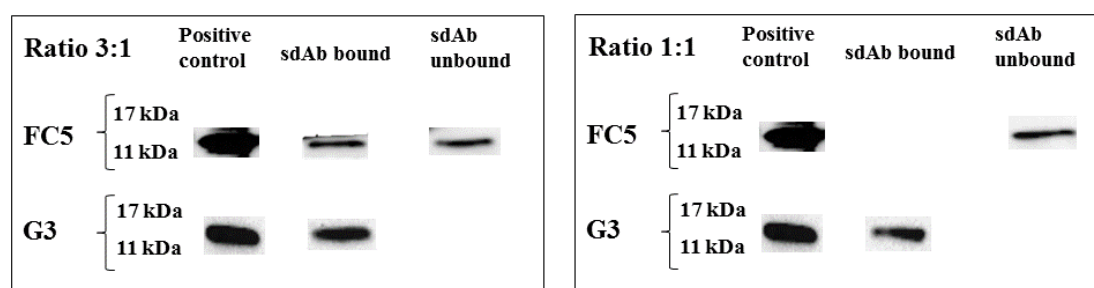 Ratio 3:1
Positive
control
sdAb bound
sdAb
unbound
FC5
17 kDa
11 kDa
G3
17 kDa
11 kDa
Ratio 1:1
Positive
control
sdAb bound
sdAb
unbound
FC5
17 kDa
11 kDa
G3
17 kDa
11 kDa